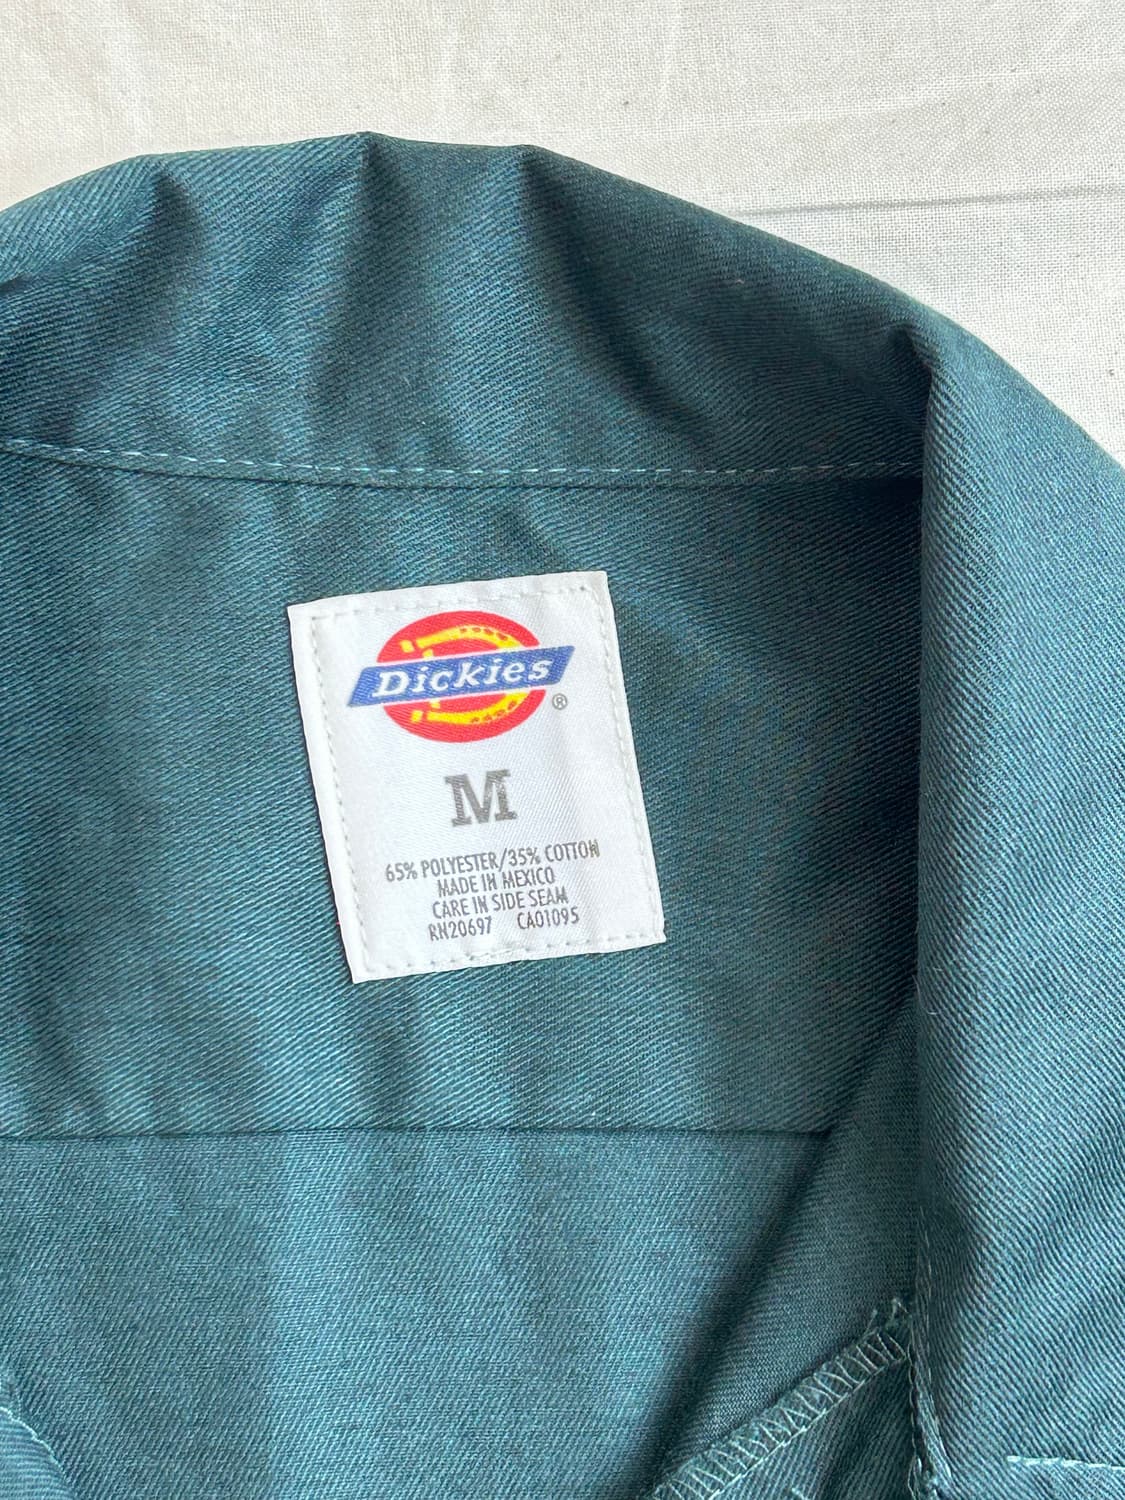 Dickies®
M
65% POLYESTER/35% COTTON
MADE IN MEXICO
CARE IN SIDE SEAM
RN20697 CA01095